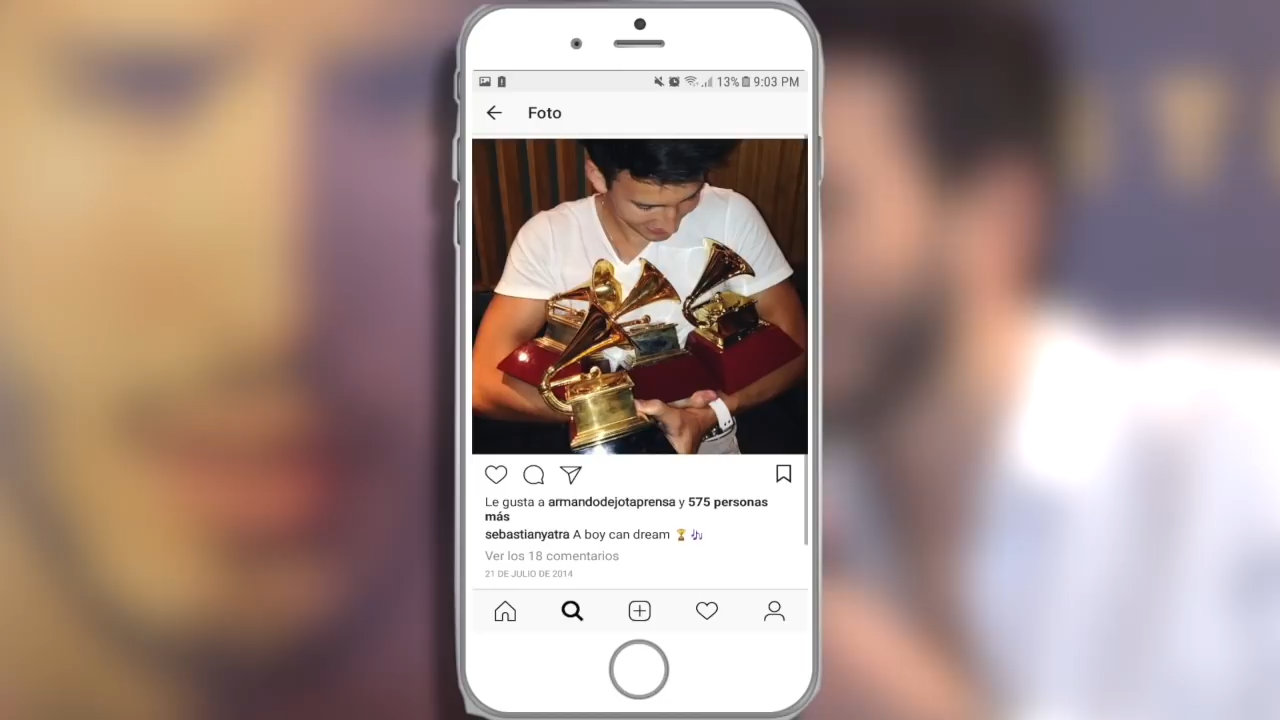 13% 9:03 PM
Foto
Le gusta a armandodejotaprensa y 575 personas
más
sebastianyatra A boy can dream 🏆 🎶
Ver los 18 comentarios
21 DE JULIO DE 2014